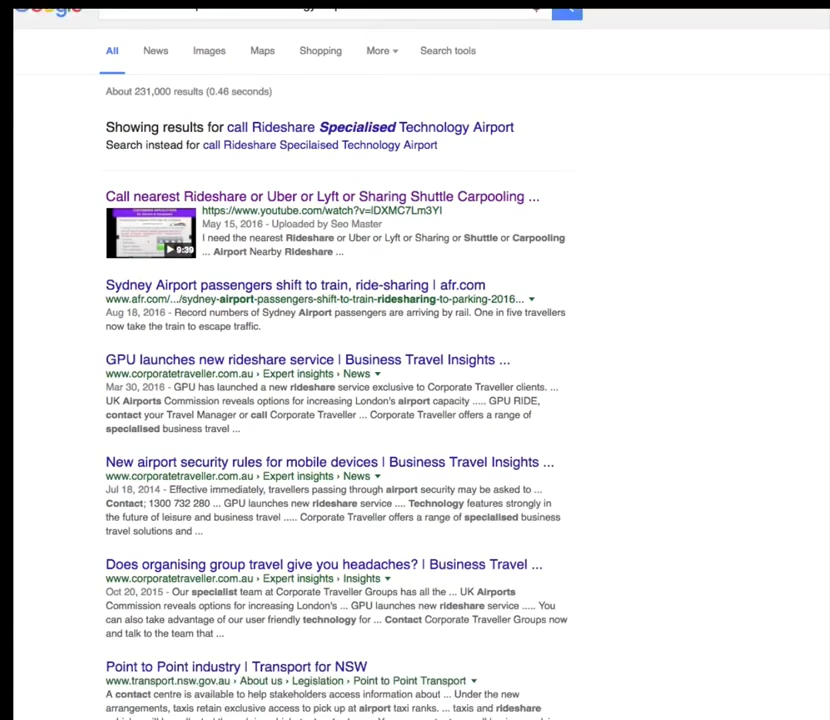 Google
All News Images Maps Shopping More Search tools
About 231,000 results (0.46 seconds)
Showing results for call Rideshare Specialised Technology Airport
Search instead for call Rideshare Specilaised Technology Airport
Call nearest Rideshare or Uber or Lyft or Sharing Shuttle Carpooling ...
https://www.youtube.com/watch?v=lDXMC7Lm3YI
May 15, 2016 - Uploaded by Seo Master
I need the nearest Rideshare or Uber or Lyft or Sharing or Shuttle or Carpooling
... Airport Nearby Rideshare ...
9:39
Sydney Airport passengers shift to train, ride-sharing | afr.com
www.afr.com/.../sydney-airport-passengers-shift-to-train-ridesharing-to-parking-2016...
Aug 18, 2016 - Record numbers of Sydney Airport passengers are arriving by rail. One in five travellers
now take the train to escape traffic.
GPU launches new rideshare service | Business Travel Insights ...
www.corporatetraveller.com.au › Expert insights › News
Mar 30, 2016 - GPU has launched a new rideshare service exclusive to Corporate Traveller clients. ...
UK Airports Commission reveals options for increasing London's airport capacity ..... GPU RIDE,
contact your Travel Manager or call Corporate Traveller ... Corporate Traveller offers a range of
specialised business travel ...
New airport security rules for mobile devices | Business Travel Insights ...
www.corporatetraveller.com.au › Expert insights › News
Jul 18, 2014 - Effective immediately, travellers passing through airport security may be asked to ...
Contact; 1300 732 280 ... GPU launches new rideshare service .... Technology features strongly in
the future of leisure and business travel ..... Corporate Traveller offers a range of specialised business
travel solutions and ...
Does organising group travel give you headaches? | Business Travel ...
www.corporatetraveller.com.au › Expert insights › Insights
Oct 20, 2015 - Our specialist team at Corporate Traveller Groups has all the ... UK Airports
Commission reveals options for increasing London's ... GPU launches new rideshare service ..... You
can also take advantage of our user friendly technology for ... Contact Corporate Traveller Groups now
and talk to the team that ...
Point to Point industry | Transport for NSW
www.transport.nsw.gov.au › About us › Legislation › Point to Point Transport
A contact centre is available to help stakeholders access information about ... Under the new
arrangements, taxis retain exclusive access to pick up at airport taxi ranks. ... taxis and rideshare